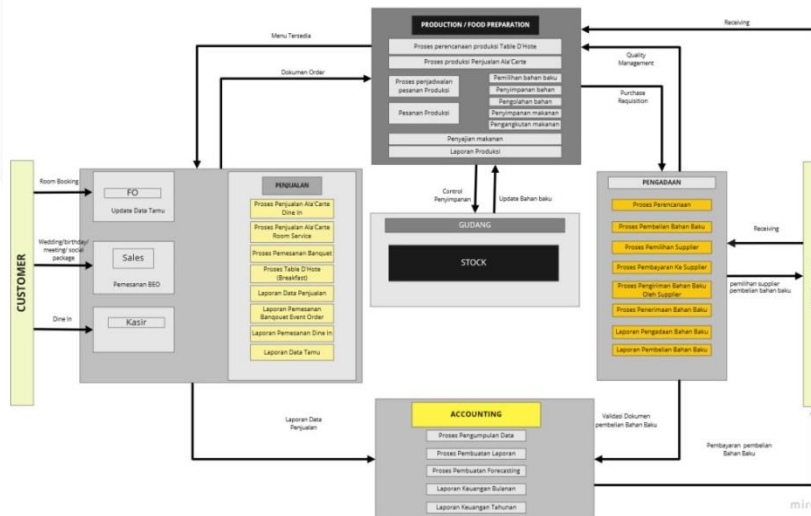 PRODUCTION / FOOD PREPARATION
Proses perencanaan produksi Table D'Hote
Proses produksi Penjualan Ala'Carte
Proses penjadwalan
pesanan Produksi
Pesanan Produksi
Pemilihan bahan baku
Penyimpanan bahan
Pengolahan bahan
Penyimpanan makanan
Pengangkutan makanan
Penyajian makanan
Laporan Produksi
Menu Tersedia
Dokumen Order
Receiving
Quality
Management
Purchase
Requisition
Control
Penyimpanan
Update Bahan baku
CUSTOMER
Room Booking
Wedding/birthday/
meeting/ social
package
Dine in
FO
Update Data Tamu
Sales
Pemesanan BEO
Kasir
PENJUALAN
Proses Penjualan Ala'Carte
Dine In
Proses Penjualan Ala'Carte
Room Service
Proses Pemesanan Banquet
Proses Table D'Hote
(Breakfast)
Laporan Data Penjualan
Laporan Pemesanan
Banqouet Event Order
Laporan Pemesanan Dine In
Laporan Data Tamu
GUDANG
STOCK
PENGADAAN
Proses Perencanaan
Proses Pembelian Bahan Baku
Proses Pemilihan Supplier
Proses Pembayaran Ke Supplier
Proses Pengiriman Bahan Baku
Oleh Supplier
Proses Penerimaan Bahan Baku
Laporan Pengadaan Bahan Baku
Laporan Pembelian Bahan Baku
Receiving
pemilihan supplier
pembelian bahan baku
Laporan Data
Penjualan
ACCOUNTING
Proses Pengumpulan Data
Proses Pembuatan Laporan
Proses Pembuatan Forecasting
Laporan Keuangan Bulanan
Laporan Keuangan Tahunan
Validasi Dokumen
pembelian Bahan Baku
Pembayaran pembelian
Bahan Baku